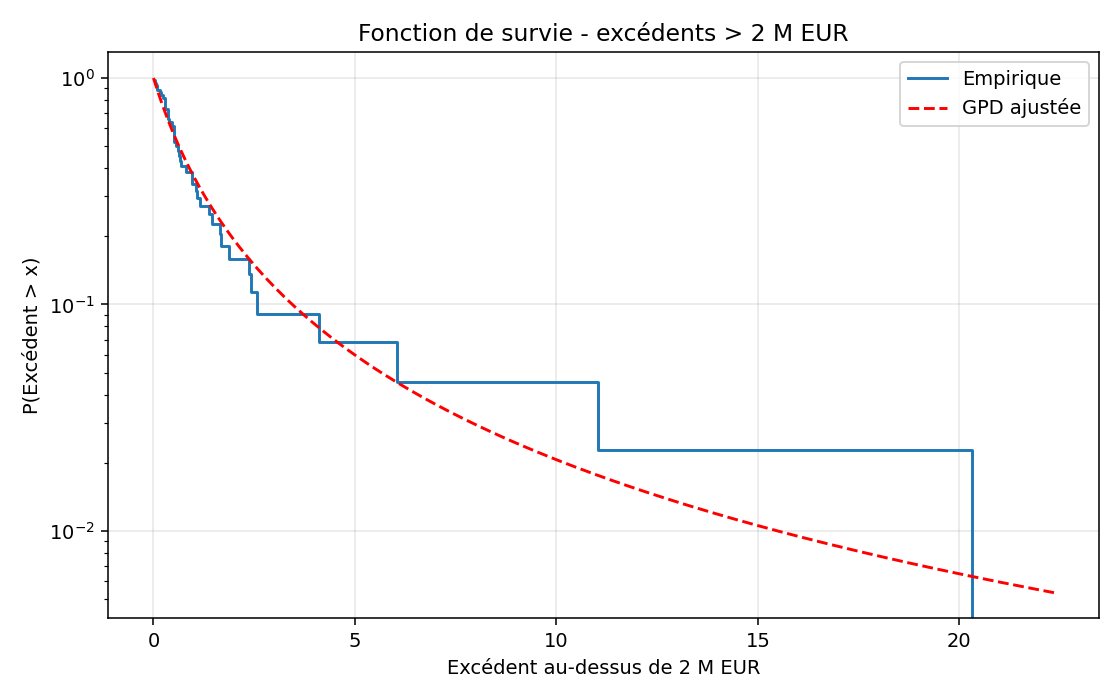 Fonction de survie - excédents > 2 M EUR
Empirique
GPD ajustée
P(Excédent > x)
10⁰
10⁻¹
10⁻²
0 5 10 15 20
Excédent au-dessus de 2 M EUR